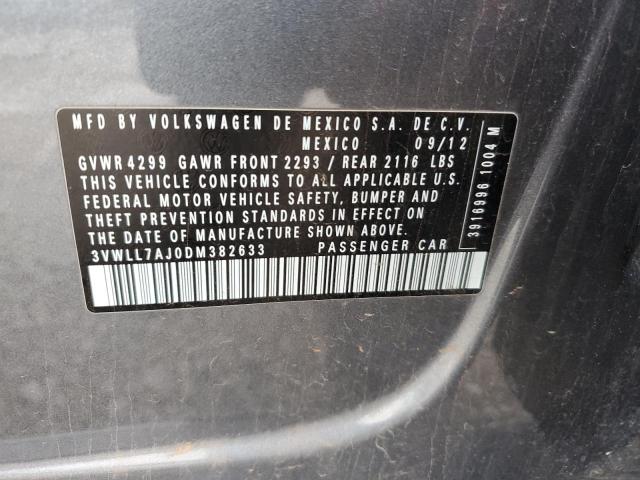 MFD BY VOLKSWAGEN DE MEXICO S.A. DE C.V.
MEXICO 09/12
GVWR 4299 GAWR FRONT 2293 / REAR 2116 LBS
THIS VEHICLE CONFORMS TO ALL APPLICABLE U.S.
FEDERAL MOTOR VEHICLE SAFETY, BUMPER AND
THEFT PREVENTION STANDARDS IN EFFECT ON
THE DATE OF MANUFACTURE SHOWN ABOVE.
3VWLL7AJ0DM382633 PASSENGER CAR
3916996 1004 M